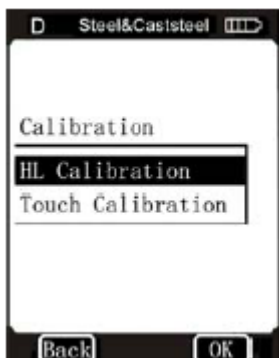 D Steel&Caststeel
Calibration
HL Calibration
Touch Calibration
Back OK